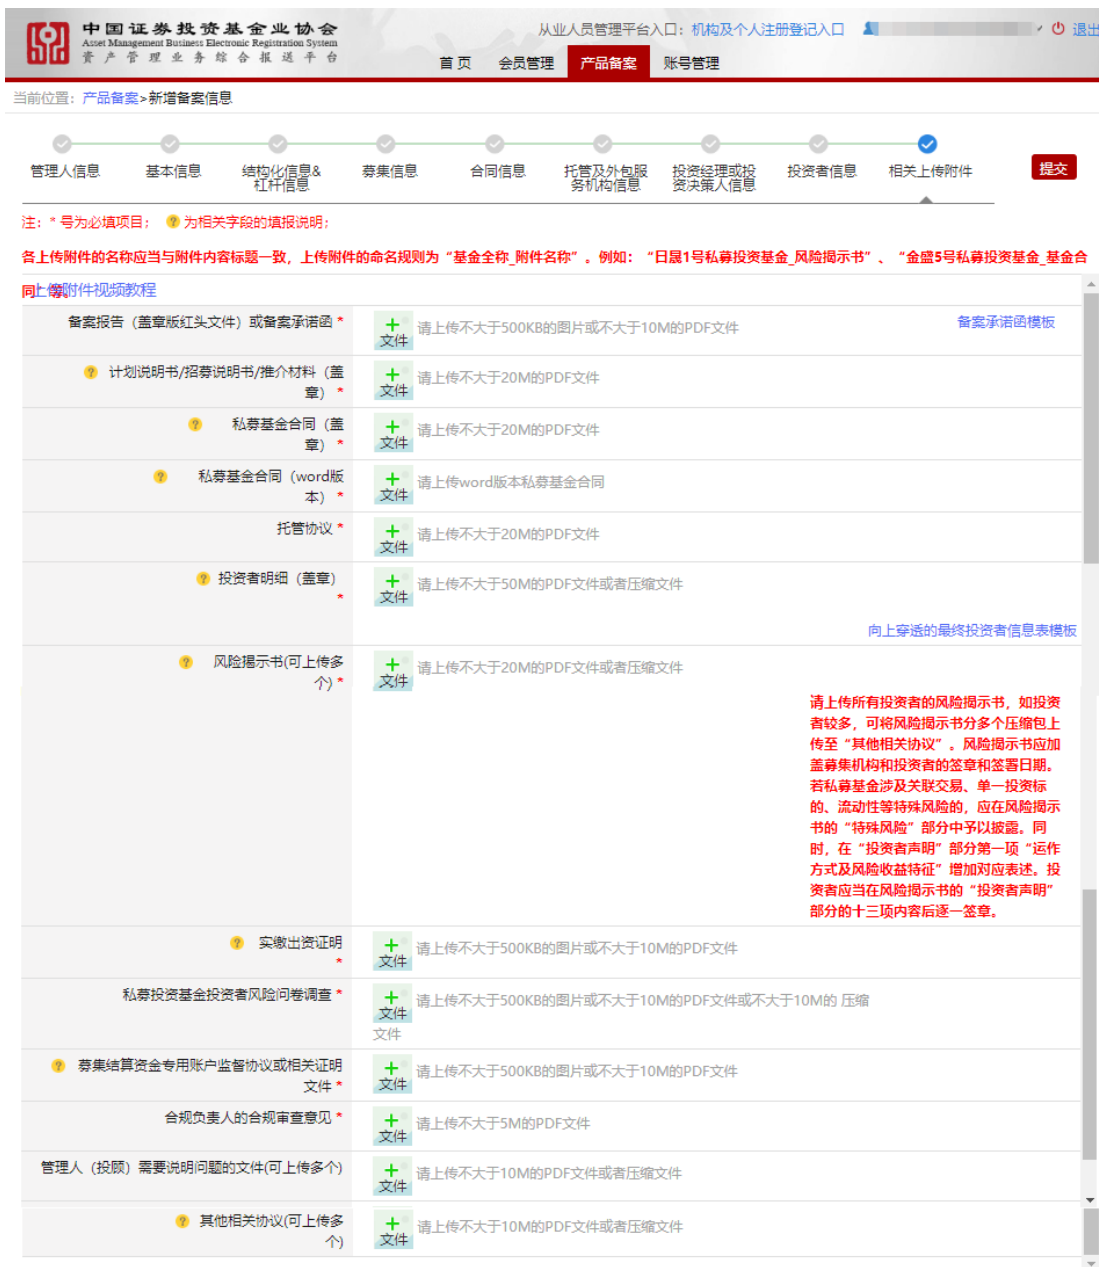 中国证券投资基金业协会
Asset Management Business Electronic Registration System
资产管理业务综合报送平台
从业人员管理平台入口：机构及个人注册登记入口
退出
首页 会员管理 产品备案 账号管理
当前位置：产品备案>新增备案信息
管理人信息
基本信息
结构化信息&
杠杆信息
募集信息
合同信息
托管及外包服
务机构信息
投资经理或投
资决策人信息
投资者信息
相关上传附件
提交
注：* 号为必填项目； ? 为相关字段的填报说明；
各上传附件的名称应当与附件内容标题一致，上传附件的命名规则为“基金全称_附件名称”。例如：“日晟1号私募投资基金_风险揭示书”、“金盛5号私募投资基金_基金合
同”等。
上传附件视频教程
备案报告（盖章版红头文件）或备案承诺函 *
文件
请上传不大于500KB的图片或不大于10M的PDF文件
备案承诺函模板
? 计划说明书/招募说明书/推介材料（盖
章） *
文件
请上传不大于20M的PDF文件
? 私募基金合同（盖
章） *
文件
请上传不大于20M的PDF文件
? 私募基金合同（word版
本） *
文件
请上传word版本私募基金合同
托管协议 *
文件
请上传不大于20M的PDF文件
? 投资者明细（盖章）
*
文件
请上传不大于50M的PDF文件或者压缩文件
向上穿透的最终投资者信息表模板
? 风险揭示书(可上传多
个) *
文件
请上传不大于20M的PDF文件或者压缩文件
请上传所有投资者的风险揭示书，如投资
者较多，可将风险揭示书分多个压缩包上
传至“其他相关协议”。风险揭示书应加
盖募集机构和投资者的签章和签署日期。
若私募基金涉及关联交易、单一投资标
的、流动性等特殊风险的，应在风险揭示
书的“特殊风险”部分中予以披露。同
时，在“投资者声明”部分第一项“运作
方式及风险收益特征”增加对应表述。投
资者应当在风险揭示书的“投资者声明”
部分的十三项内容后逐一签章。
? 实缴出资证明
*
文件
请上传不大于500KB的图片或不大于10M的PDF文件
私募投资基金投资者风险问卷调查 *
文件
请上传不大于500KB的图片或不大于10M的PDF文件或不大于10M的 压缩
文件
? 募集结算资金专用账户监督协议或相关证明
文件 *
文件
请上传不大于500KB的图片或不大于10M的PDF文件
合规负责人的合规审查意见 *
文件
请上传不大于5M的PDF文件
管理人（投顾）需要说明问题的文件(可上传多个)
文件
请上传不大于10M的PDF文件或者压缩文件
? 其他相关协议(可上传多
个)
文件
请上传不大于10M的PDF文件或者压缩文件